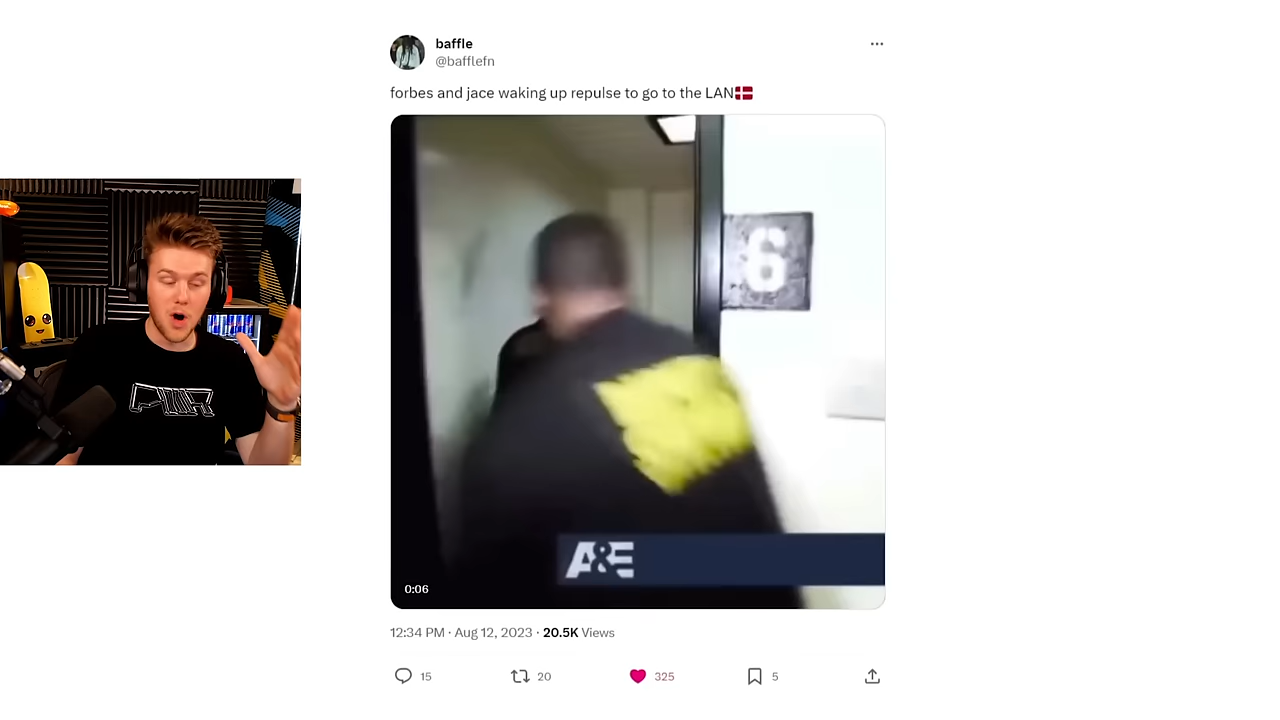 baffle
@bafflefn
forbes and jace waking up repulse to go to the LAN🇩🇰
6
A&E
0:06
12:34 PM · Aug 12, 2023 · 20.5K Views
15
20
325
5